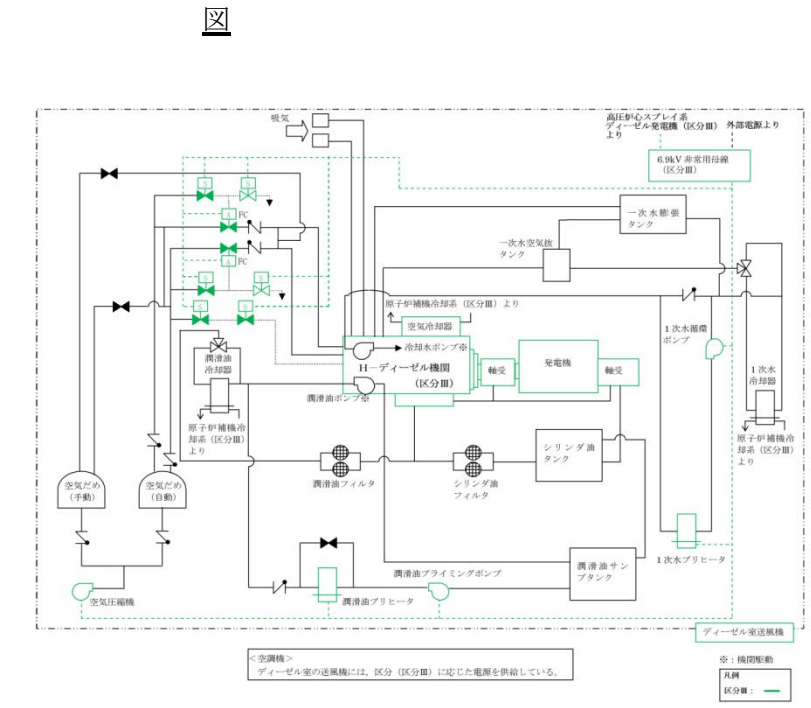 図
吸気
高圧炉心スプレイ系
ディーゼル発電機（区分Ⅲ）
より
外部電源より
6.9kV 非常用母線
（区分Ⅲ）
S
S
A
FC
一次水膨張
タンク
一次水空気抜
タンク
A
FC
S
S
S
S
原子炉補機冷却系（区分Ⅲ）より
空気冷却器
冷却水ポンプ※
H－ディーゼル機関
（区分Ⅲ）
潤滑油ポンプ※
軸受
発電機
軸受
1次水循環
ポンプ
潤滑油
冷却器
1次水
冷却器
原子炉補機冷
却系（区分Ⅲ）
より
原子炉補機冷
却系（区分Ⅲ）
より
シリンダ油
タンク
潤滑油フィルタ
シリンダ油
フィルタ
空気だめ
（手動）
空気だめ
（自動）
1次水プリヒータ
潤滑油プライミングポンプ
潤滑油サン
プタンク
空気圧縮機
潤滑油プリヒータ
ディーゼル室送風機
＜空調機＞
ディーゼル室の送風機には、区分（区分Ⅲ）に応じた電源を供給している。
※：機関駆動
凡例
区分Ⅲ：